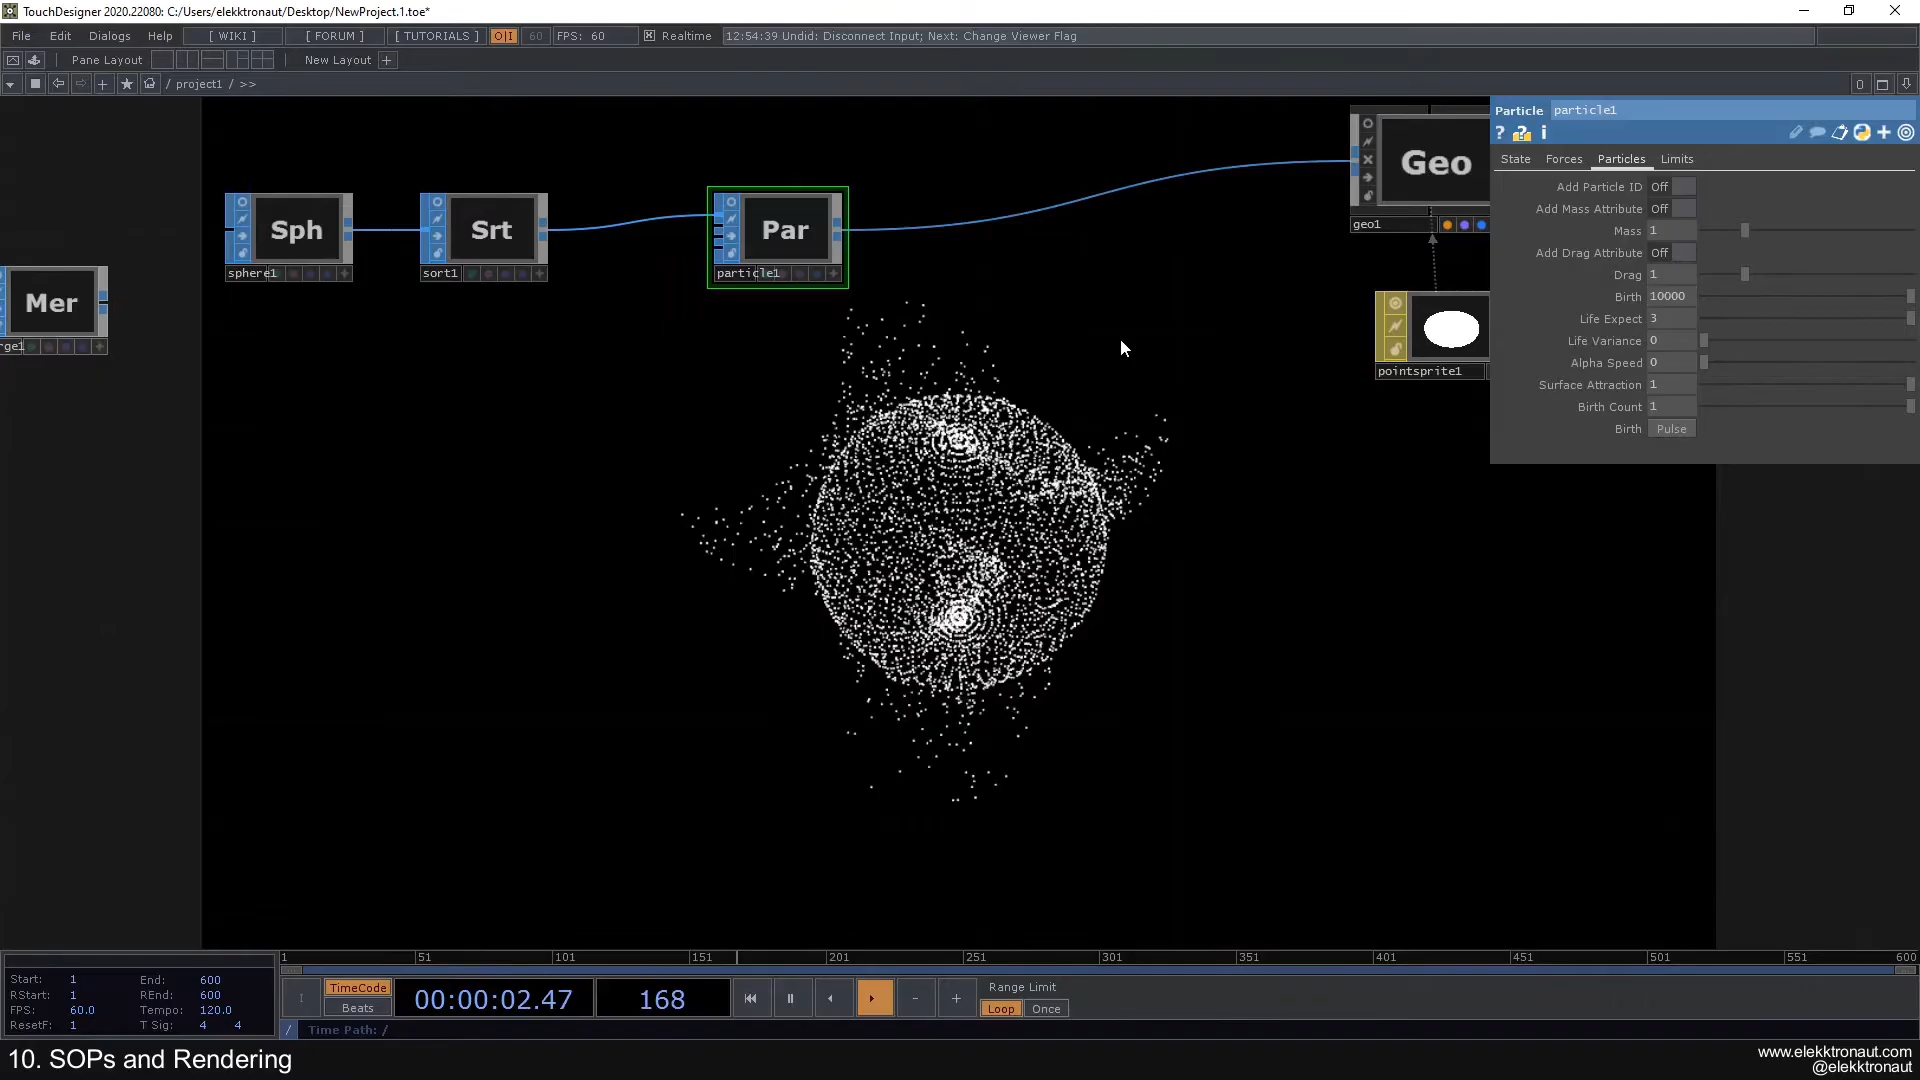 TouchDesigner 2020.22080: C:/Users/elekktronaut/Desktop/NewProject.1.toe*
File Edit Dialogs Help [ WIKI ] [ FORUM ] [ TUTORIALS ] O|I 60 FPS: 60 Realtime 12:54:39 Undid: Disconnect Input; Next: Change Viewer Flag
Pane Layout New Layout +
/ project1 / >> 0
Particle particle1
? ? i
State Forces Particles Limits
Add Particle ID Off
Add Mass Attribute Off
Mass 1
Add Drag Attribute Off
Drag 1
Birth 10000
Life Expect 3
Life Variance 0
Alpha Speed 0
Surface Attraction 1
Birth Count 1
Birth Pulse
Geo
geo1
Sph
sphere1
Srt
sort1
Par
particle1
Mer
rge1
pointsprite1
1 51 101 151 201 251 301 351 401 451 501 551 600
Start: 1 End: 600
RStart: 1 REnd: 600
FPS: 60.0 Tempo: 120.0
ResetF: 1 T Sig: 4 4
TimeCode
Beats
00:00:02.47
168
Range Limit
Loop Once
/ Time Path: /
10. SOPs and Rendering
www.elekktronaut.com
@elekktronaut